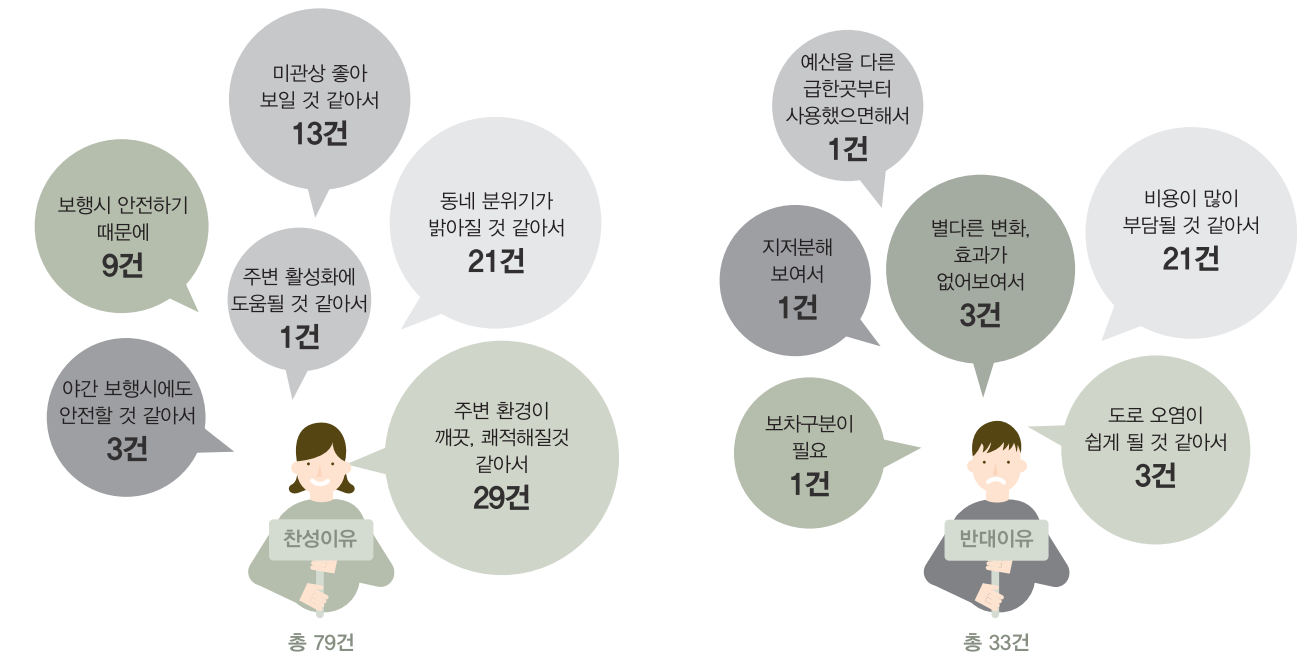 미관상 좋아
보일 것 같아서
13건
보행시 안전하기
때문에
9건
동네 분위기가
밝아질 것 같아서
21건
주변 활성화에
도움될 것 같아서
1건
야간 보행시에도
안전할 것 같아서
3건
주변 환경이
깨끗, 쾌적해질것
같아서
29건
찬성이유
총 79건
예산을 다른
급한곳부터
사용했으면해서
1건
지저분해
보여서
1건
별다른 변화,
효과가
없어보여서
3건
비용이 많이
부담될 것 같아서
21건
보차구분이
필요
1건
도로 오염이
쉽게 될 것 같아서
3건
반대이유
총 33건